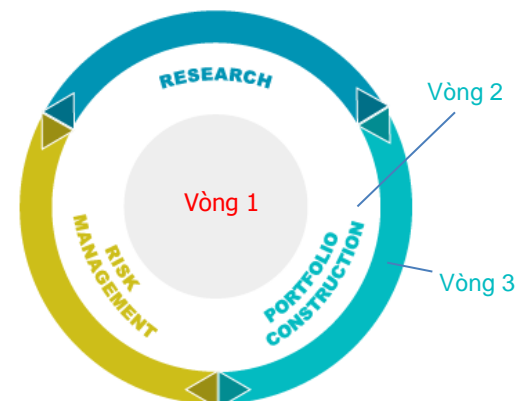 RESEARCH
Vòng 2
Vòng 1
RISK
MANAGEMENT
PORTFOLIO
CONSTRUCTION
Vòng 3